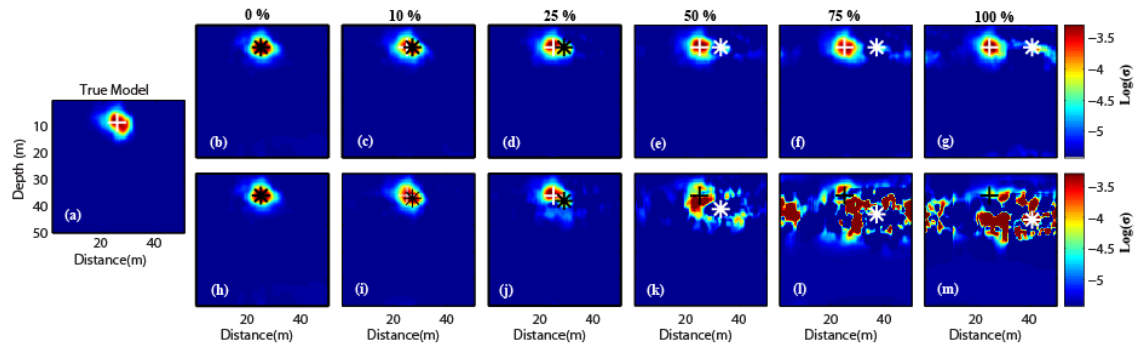 0 %
10 %
25 %
50 %
75 %
100 %
True Model
10
20
30
40
50
Depth (m)
20
40
Distance(m)
(a)
(b)
(c)
(d)
(e)
(f)
(g)
−3.5
−4
−4.5
−5
Log(σ)
(h)
(i)
(j)
(k)
(l)
(m)
−3.5
−4
−4.5
−5
Log(σ)
20 40
20 40
20 40
20 40
20 40
20 40
Distance(m)
Distance(m)
Distance(m)
Distance(m)
Distance(m)
Distance(m)